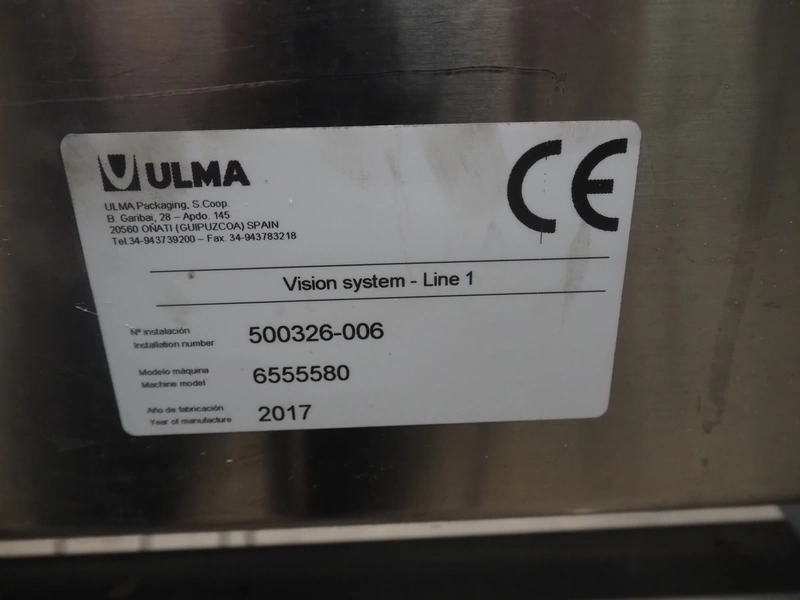 ULMA
ULMA Packaging, S.Coop.
B. Garibai, 28 – Apdo. 145
20560 OÑATI (GUIPUZCOA) SPAIN
Tel.34-943739200 – Fax. 34-943783218
CE
Vision system - Line 1
Nº instalación
Installation number
500326-006
Modelo máquina
Machine model
6555580
Año de fabricación
Year of manufacture
2017